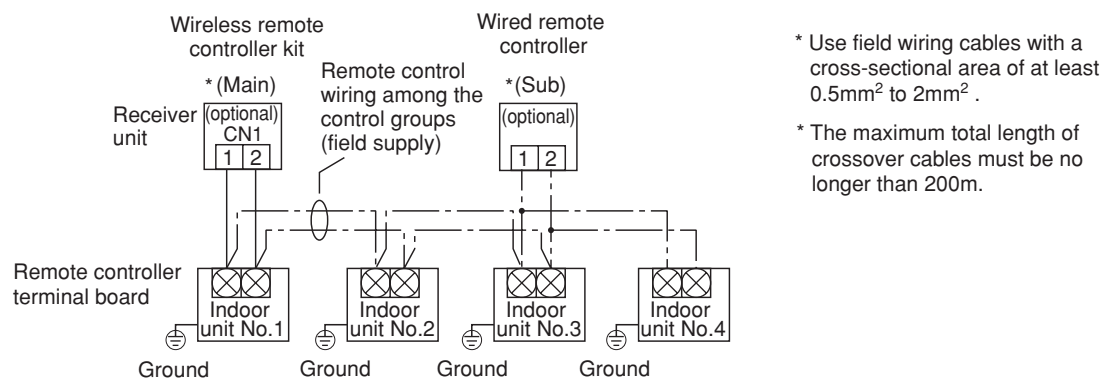 Wireless remote
controller kit
* (Main)
Receiver
unit
(optional)
CN1
1 2
Remote control
wiring among the
control groups
(field supply)
Wired remote
controller
* (Sub)
(optional)
1 2
* Use field wiring cables with a
cross-sectional area of at least
0.5mm² to 2mm² .
* The maximum total length of
crossover cables must be no
longer than 200m.
Remote controller
terminal board
Indoor
unit No.1
Indoor
unit No.2
Indoor
unit No.3
Indoor
unit No.4
Ground
Ground
Ground
Ground